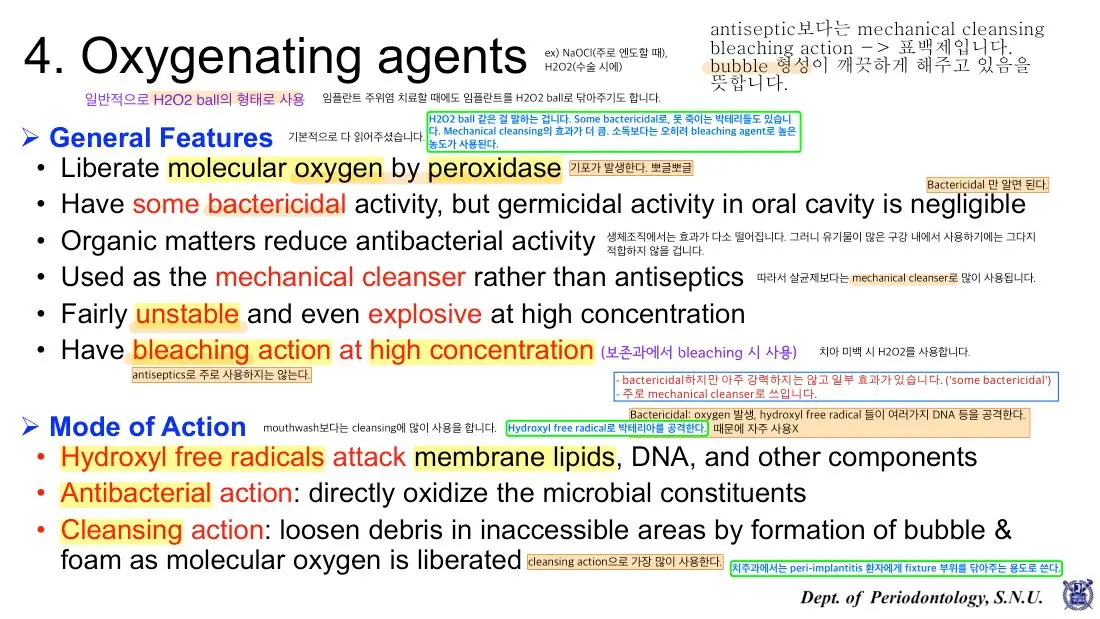 4. Oxygenating agents
ex) NaOCl(주로 엔도할 때),
H2O2(수술 시에)
antiseptic보다는 mechanical cleansing
bleaching action -> 표백제입니다.
bubble 형성이 깨끗하게 해주고 있음을
뜻합니다.
일반적으로 H2O2 ball의 형태로 사용
임플란트 주위염 치료할 때에도 임플란트를 H2O2 ball로 닦아주기도 합니다.
➢ General Features
기본적으로 다 읽어주셨습니다.
H2O2 ball 같은 걸 말하는 겁니다. Some bactericidal로, 못 죽이는 박테리들도 있습니
다. Mechanical cleansing의 효과가 더 큼. 소독보다는 오히려 bleaching agent로 높은
농도가 사용된다.
• Liberate molecular oxygen by peroxidase
기포가 발생한다. 뽀글뽀글
Bactericidal 만 알면 된다.
• Have some bactericidal activity, but germicidal activity in oral cavity is negligible
• Organic matters reduce antibacterial activity
생체조직에서는 효과가 다소 떨어집니다. 그러니 유기물이 많은 구강 내에서 사용하기에는 그다지
적합하지 않을 겁니다.
• Used as the mechanical cleanser rather than antiseptics
따라서 살균제보다는 mechanical cleanser로 많이 사용됩니다.
• Fairly unstable and even explosive at high concentration
• Have bleaching action at high concentration (보존과에서 bleaching 시 사용)
치아 미백 시 H2O2를 사용합니다.
antiseptics로 주로 사용하지는 않는다.
- bactericidal하지만 아주 강력하지는 않고 일부 효과가 있습니다. ('some bactericidal')
- 주로 mechanical cleanser로 쓰입니다.
Bactericidal: oxygen 발생, hydroxyl free radical 들이 여러가지 DNA 등을 공격한다.
때문에 자주 사용X
➢ Mode of Action
mouthwash보다는 cleansing에 많이 사용을 합니다.
Hydroxyl free radical로 박테리아를 공격한다.
• Hydroxyl free radicals attack membrane lipids, DNA, and other components
• Antibacterial action: directly oxidize the microbial constituents
• Cleansing action: loosen debris in inaccessible areas by formation of bubble &
foam as molecular oxygen is liberated
cleansing action으로 가장 많이 사용한다.
치주과에서는 peri-implantitis 환자에게 fixture 부위를 닦아주는 용도로 쓴다.
Dept. of Periodontology, S.N.U.